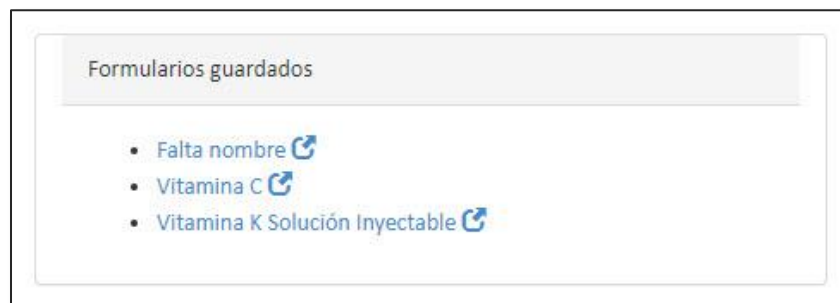 Formularios guardados
Falta nombre
Vitamina C
Vitamina K Solución Inyectable